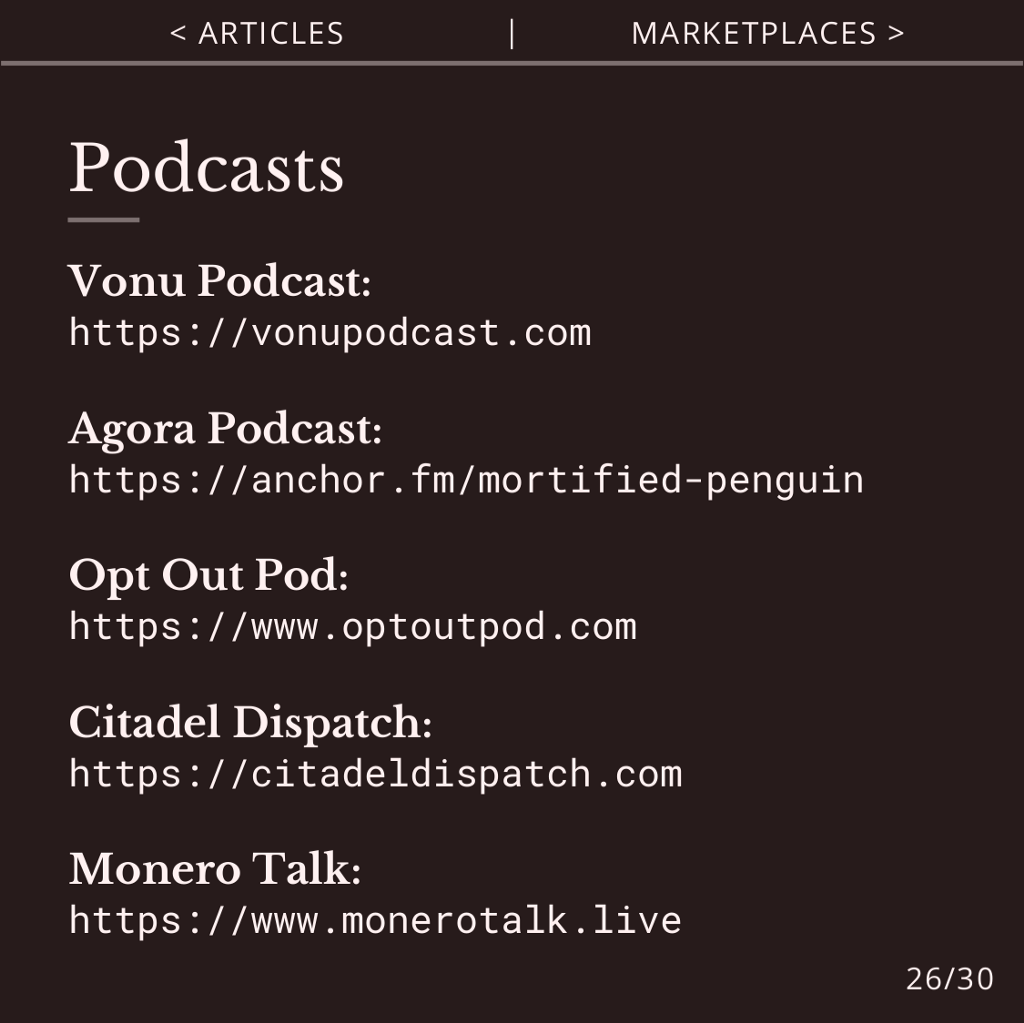 < ARTICLES | MARKETPLACES >
Podcasts
Vonu Podcast:
https://vonupodcast.com
Agora Podcast:
https://anchor.fm/mortified-penguin
Opt Out Pod:
https://www.optoutpod.com
Citadel Dispatch:
https://citadeldispatch.com
Monero Talk:
https://www.monerotalk.live
26/30